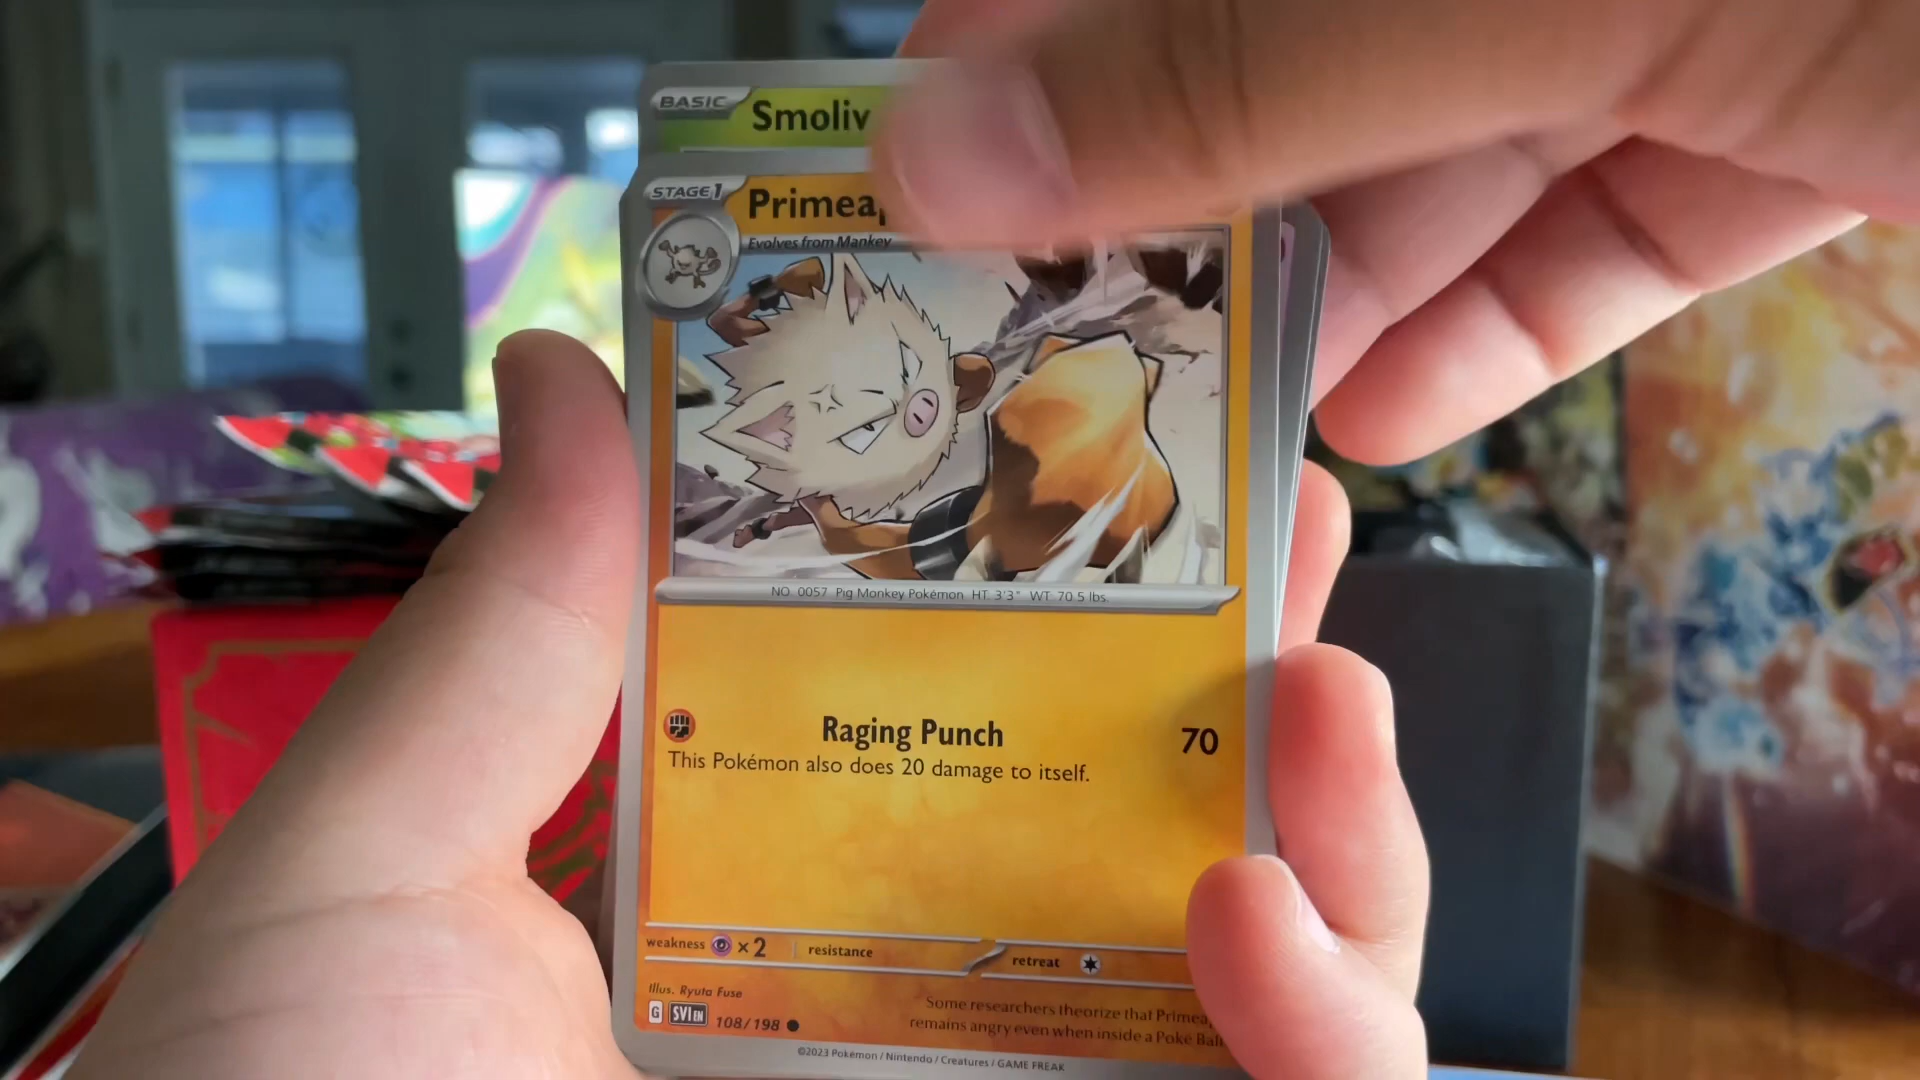 BASIC Smoliv
STAGE1 Primeap
Evolves from Mankey
NO. 0057 Pig Monkey Pokémon HT: 3'3" WT: 70.5 lbs.
Raging Punch 70
This Pokémon also does 20 damage to itself.
weakness ×2 resistance retreat
Illus. Ryuta Fuse
G SVI EN 108/198
Some researchers theorize that Primea
remains angry even when inside a Poké Ball
©2023 Pokémon / Nintendo / Creatures / GAME FREAK